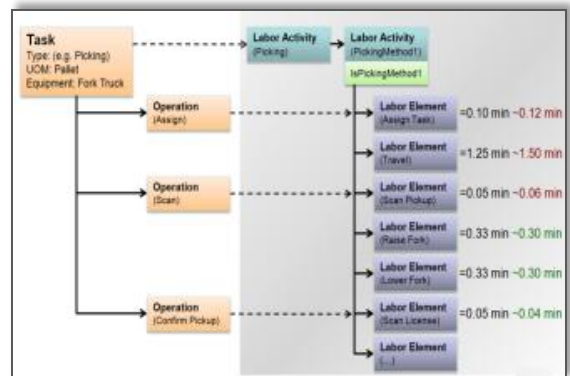 Task
Type: (e.g. Picking)
UOM: Pallet
Equipment: Fork Truck
Labor Activity
(Picking)
Labor Activity
(PickingMethod1)
IsPickingMethod1
Operation
(Assign)
Labor Element
(Assign Task)
=0.10 min ~0.12 min
Labor Element
(Travel)
=1.25 min ~1.50 min
Operation
(Scan)
Labor Element
(Scan Pickup)
=0.05 min ~0.06 min
Labor Element
(Raise Fork)
=0.33 min ~0.30 min
Labor Element
(Lower Fork)
=0.33 min ~0.30 min
Operation
(Confirm Pickup)
Labor Element
(Scan License)
=0.05 min ~0.04 min
Labor Element
(...)